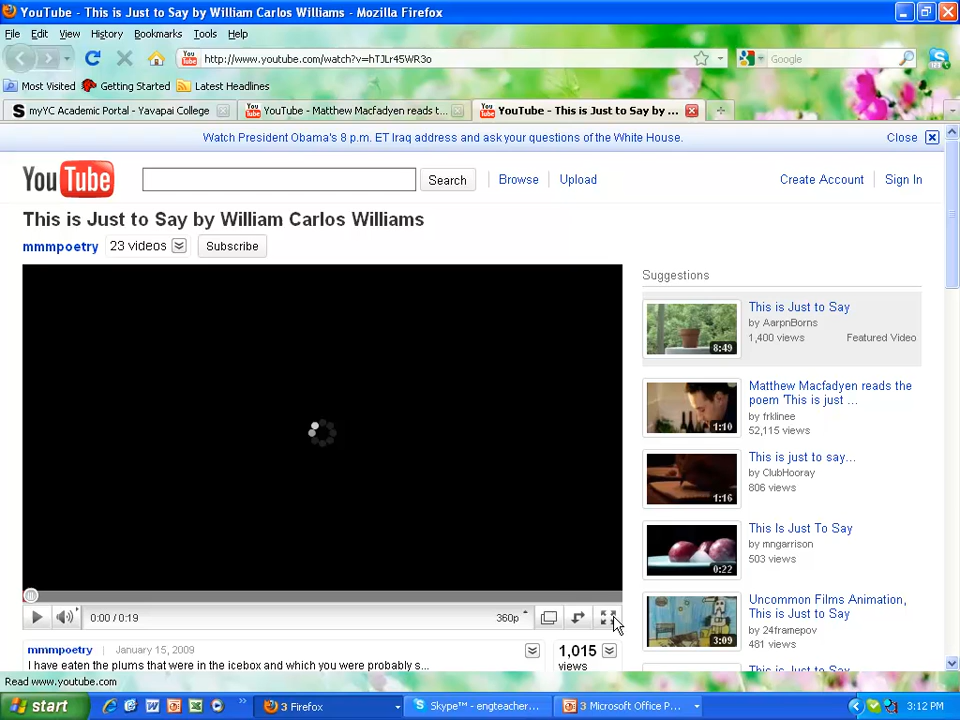 YouTube - This is Just to Say by William Carlos Williams - Mozilla Firefox
File Edit View History Bookmarks Tools Help
You Tube http://www.youtube.com/watch?v=hTJLr45WR3o Google
Most Visited Getting Started Latest Headlines
myYC Academic Portal - Yavapai College YouTube - Matthew Macfadyen reads t... YouTube - This is Just to Say by ...
Watch President Obama's 8 p.m. ET Iraq address and ask your questions of the White House. Close
YouTube Search Browse Upload Create Account Sign In
This is Just to Say by William Carlos Williams
mmmpoetry 23 videos Subscribe
Suggestions
This is Just to Say
by AarpnBorns
1,400 views Featured Video
8:49
Matthew Macfadyen reads the
poem 'This is just ...
by frklinee
52,115 views
1:10
This is just to say...
by ClubHooray
806 views
1:16
This Is Just To Say
by mngarrison
503 views
0:22
Uncommon Films Animation,
This is Just to Say
by 24framepov
481 views
3:09
This is Just to Say
0:00 / 0:19 360p
mmmpoetry January 15, 2009 1,015
I have eaten the plums that were in the icebox and which you were probably s... views
Read www.youtube.com
start 3 Firefox Skype™ - engteacher... 3 Microsoft Office P... 3:12 PM